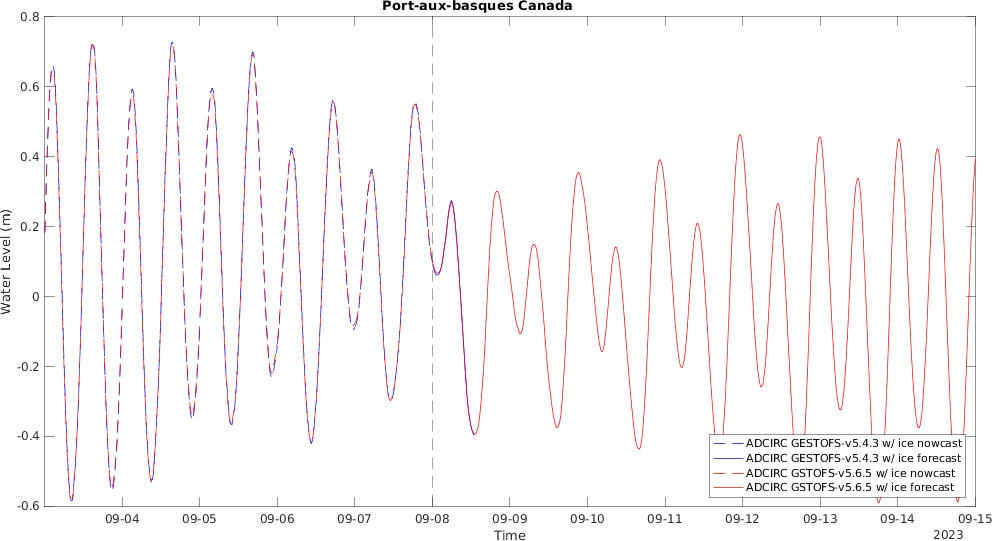 Port-aux-basques Canada
Water Level (m)
0.8
0.6
0.4
0.2
0
-0.2
-0.4
-0.6
ADCIRC GESTOFS-v5.4.3 w/ ice nowcast
ADCIRC GESTOFS-v5.4.3 w/ ice forecast
ADCIRC GSTOFS-v5.6.5 w/ ice nowcast
ADCIRC GSTOFS-v5.6.5 w/ ice forecast
09-04 09-05 09-06 09-07 09-08 09-09 09-10 09-11 09-12 09-13 09-14 09-15
Time
2023